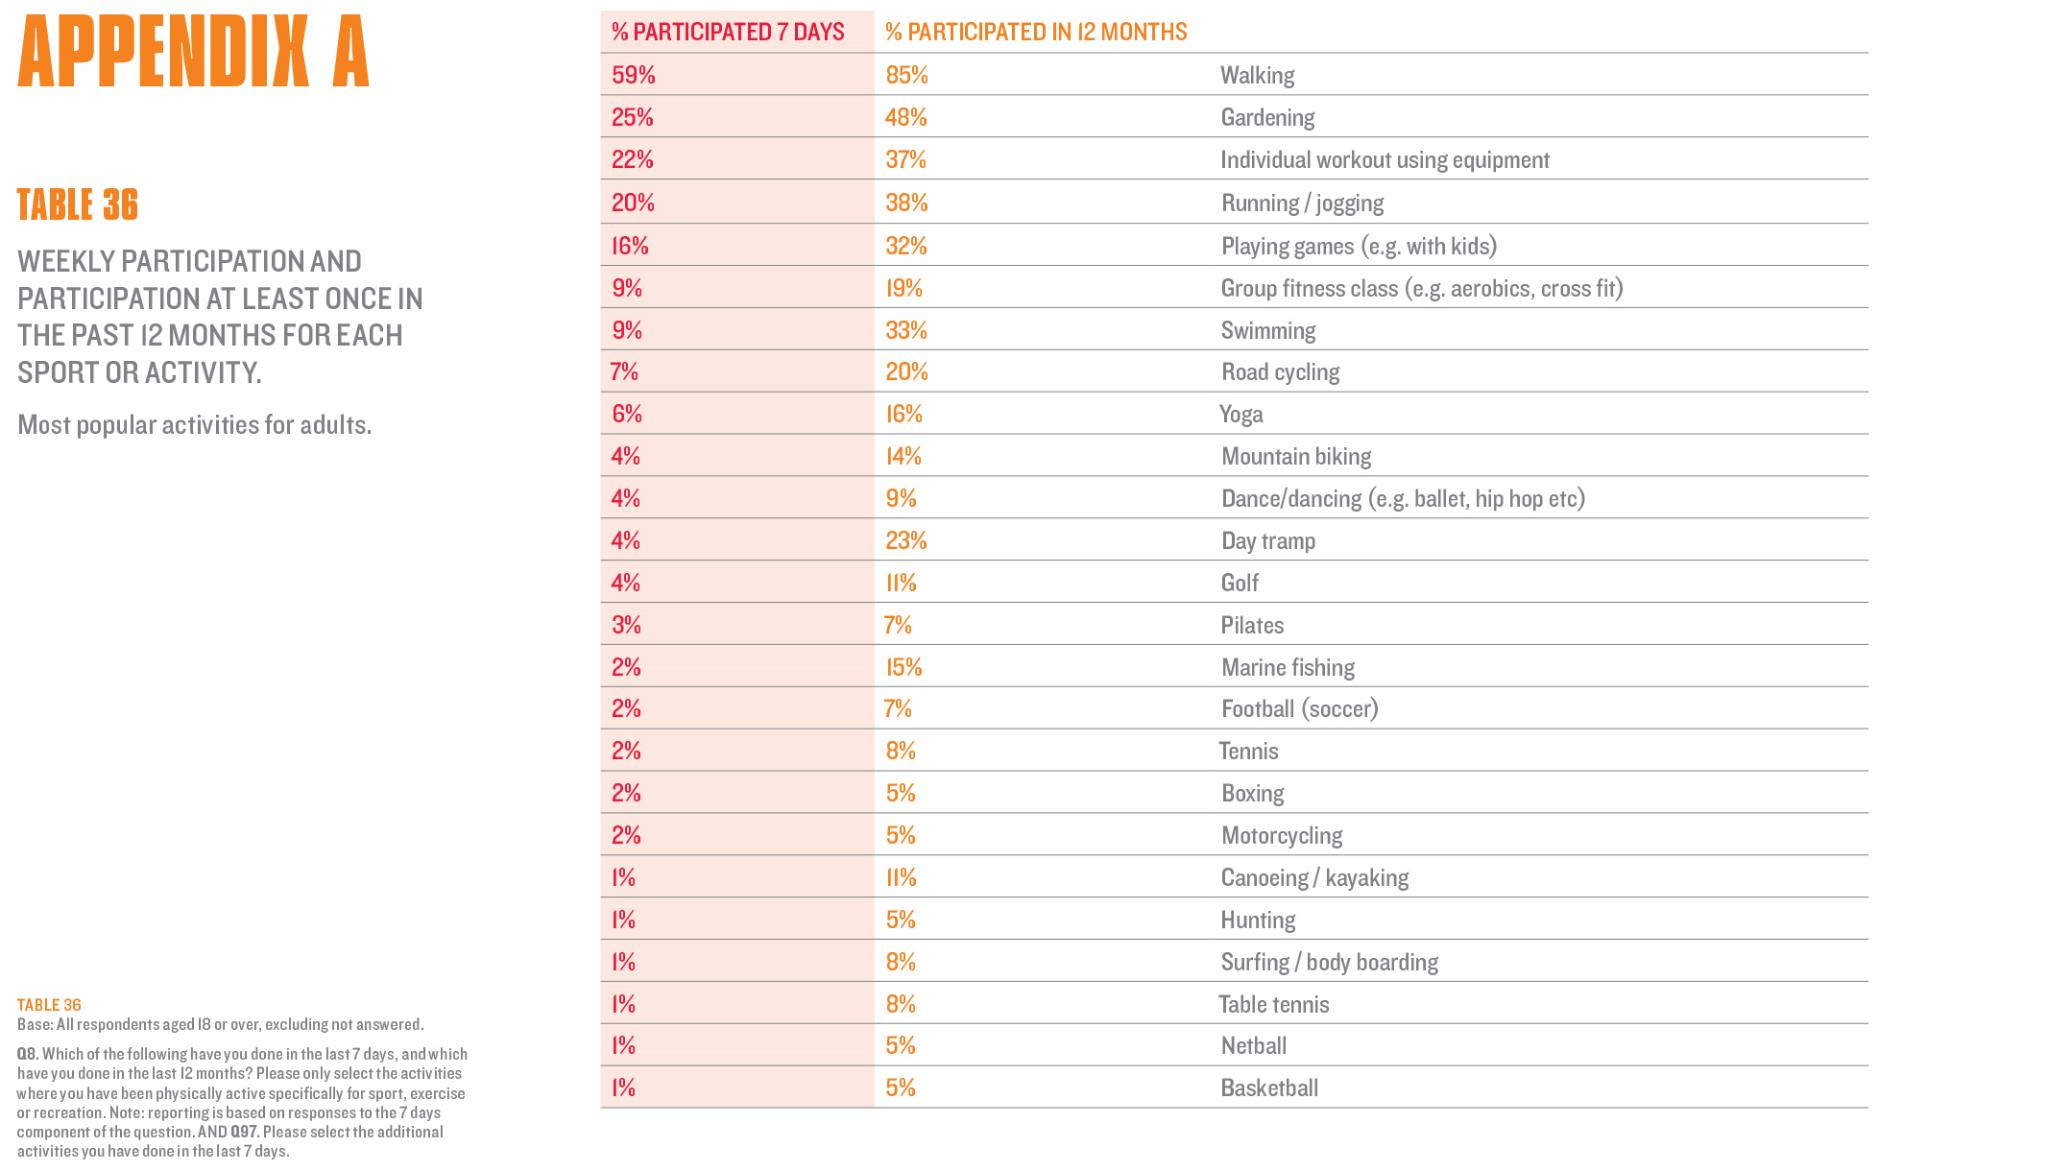 APPENDIX A
TABLE 36
WEEKLY PARTICIPATION AND
PARTICIPATION AT LEAST ONCE IN
THE PAST 12 MONTHS FOR EACH
SPORT OR ACTIVITY.
Most popular activities for adults.
TABLE 36
Base: All respondents aged 18 or over, excluding not answered.
Q8. Which of the following have you done in the last 7 days, and which
have you done in the last 12 months? Please only select the activities
where you have been physically active specifically for sport, exercise
or recreation. Note: reporting is based on responses to the 7 days
component of the question. AND Q97. Please select the additional
activities you have done in the last 7 days.
% PARTICIPATED 7 DAYS % PARTICIPATED IN 12 MONTHS
59% 85% Walking
25% 48% Gardening
22% 37% Individual workout using equipment
20% 38% Running / jogging
16% 32% Playing games (e.g. with kids)
9% 19% Group fitness class (e.g. aerobics, cross fit)
9% 33% Swimming
7% 20% Road cycling
6% 16% Yoga
4% 14% Mountain biking
4% 9% Dance/dancing (e.g. ballet, hip hop etc)
4% 23% Day tramp
4% 11% Golf
3% 7% Pilates
2% 15% Marine fishing
2% 7% Football (soccer)
2% 8% Tennis
2% 5% Boxing
2% 5% Motorcycling
1% 11% Canoeing / kayaking
1% 5% Hunting
1% 8% Surfing / body boarding
1% 8% Table tennis
1% 5% Netball
1% 5% Basketball